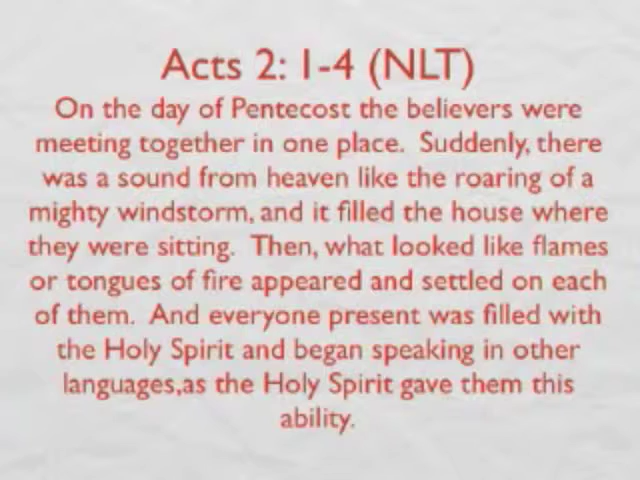 Acts 2: 1-4 (NLT)
On the day of Pentecost the believers were
meeting together in one place. Suddenly, there
was a sound from heaven like the roaring of a
mighty windstorm, and it filled the house where
they were sitting. Then, what looked like flames
or tongues of fire appeared and settled on each
of them. And everyone present was filled with
the Holy Spirit and began speaking in other
languages,as the Holy Spirit gave them this
ability.